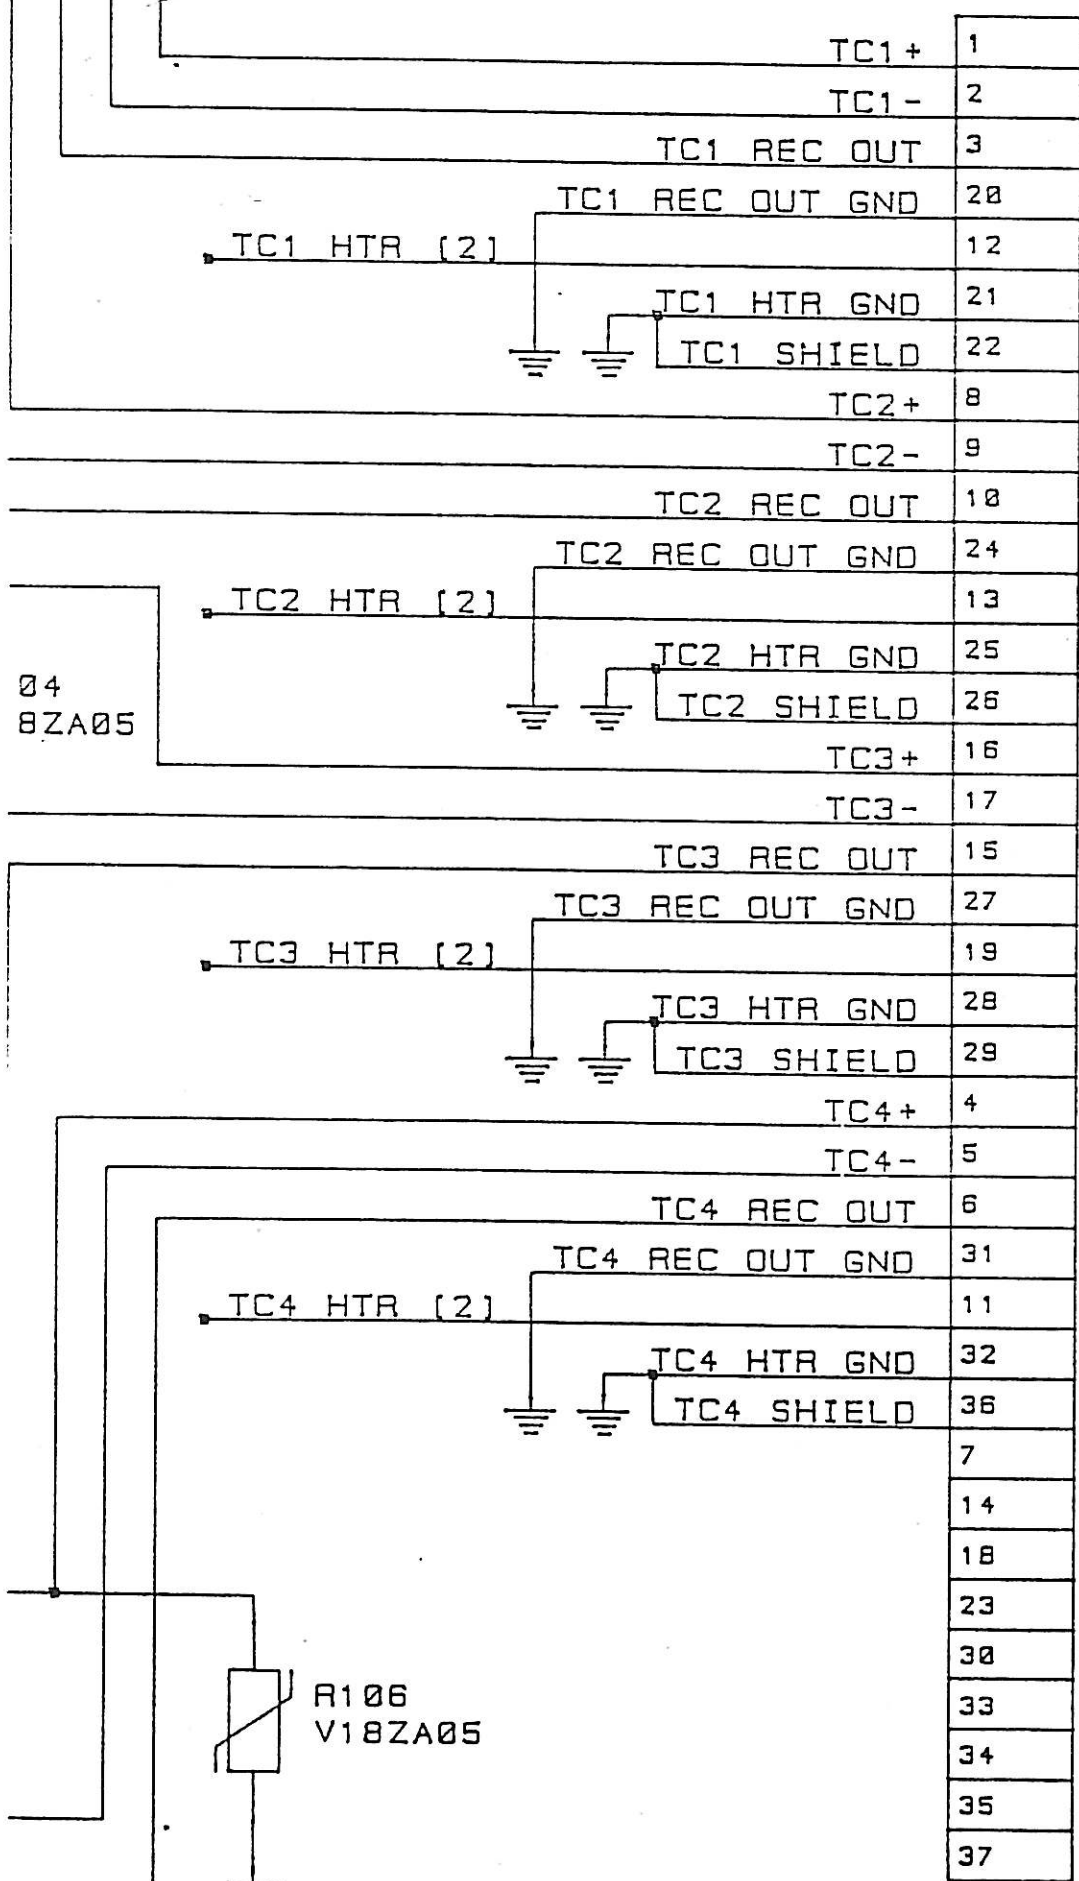 TC1+ 1
TC1- 2
TC1 REC OUT 3
TC1 REC OUT GND 20
TC1 HTR [2] 12
TC1 HTR GND 21
TC1 SHIELD 22
TC2+ 8
TC2- 9
TC2 REC OUT 10
TC2 REC OUT GND 24
TC2 HTR [2] 13
TC2 HTR GND 25
04
TC2 SHIELD 26
8ZA05
TC3+ 16
TC3- 17
TC3 REC OUT 15
TC3 REC OUT GND 27
TC3 HTR [2] 19
TC3 HTR GND 28
TC3 SHIELD 29
TC4+ 4
TC4- 5
TC4 REC OUT 6
TC4 REC OUT GND 31
TC4 HTR [2] 11
TC4 HTR GND 32
TC4 SHIELD 36
7
14
18
23
30
R106
33
V18ZA05
34
35
37